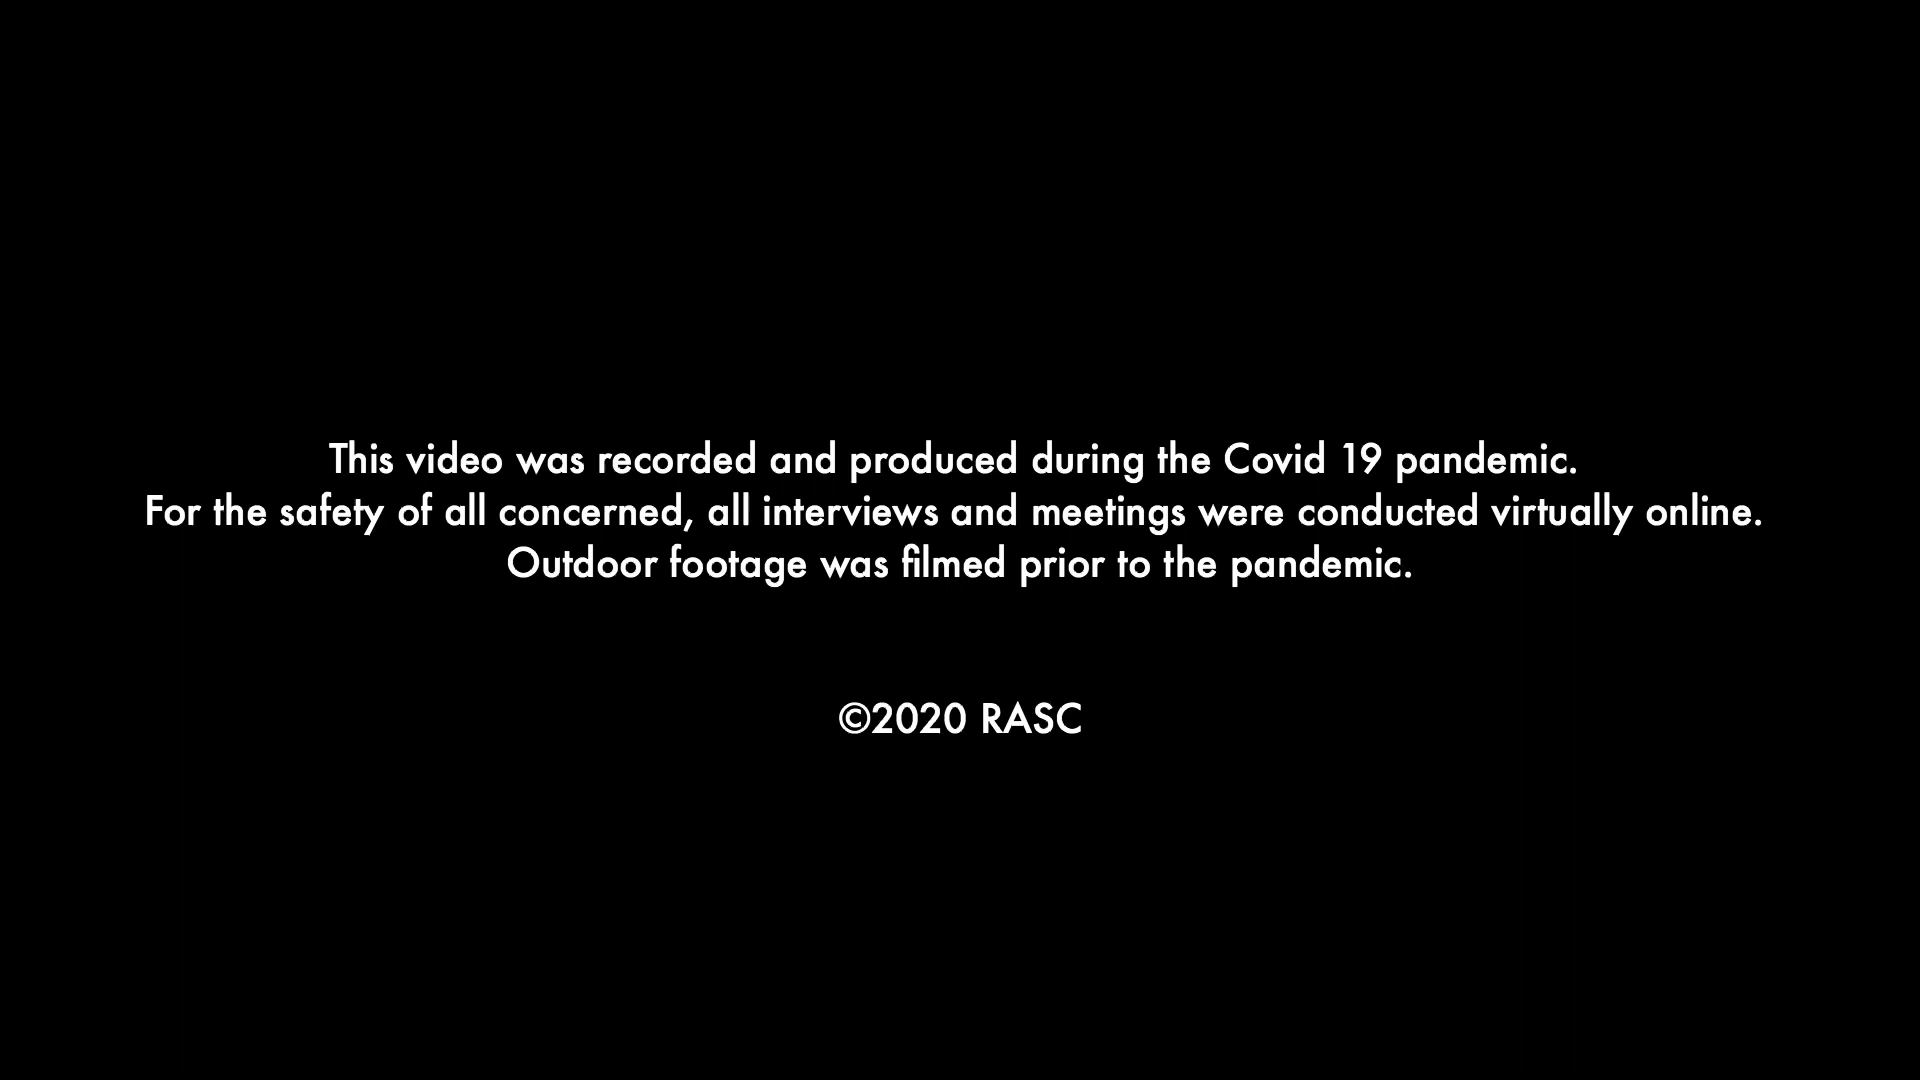 This video was recorded and produced during the Covid 19 pandemic.
For the safety of all concerned, all interviews and meetings were conducted virtually online.
Outdoor footage was filmed prior to the pandemic.
©2020 RASC